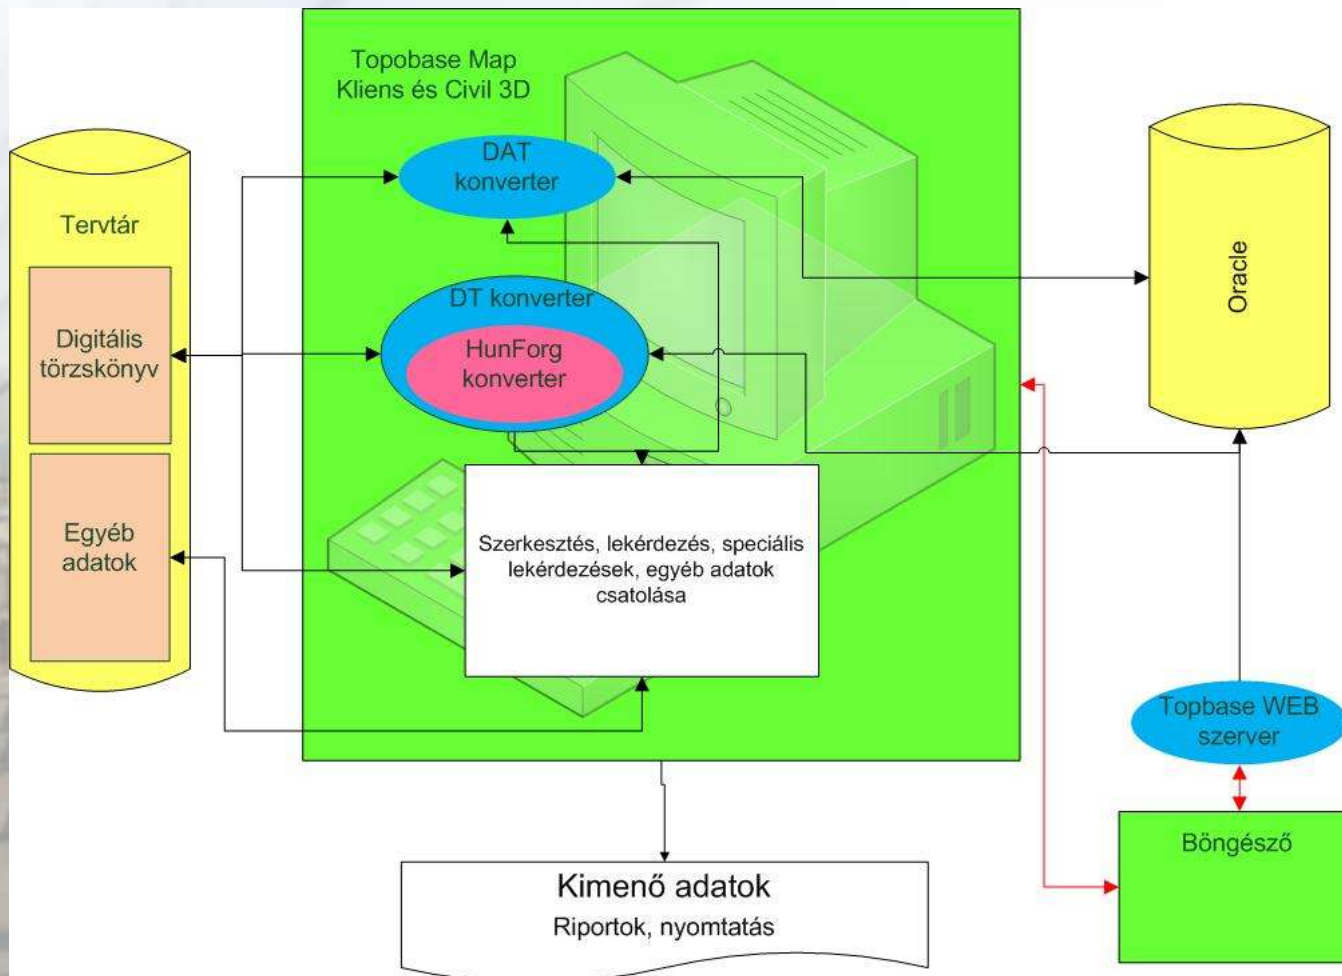 Topobase Map
Kliens és Civil 3D
DAT
konverter
Tervtár
Digitális
törzskönyv
Egyéb
adatok
DT konverter
HunForg
konverter
Szerkesztés, lekérdezés, speciális
lekérdezések, egyéb adatok
csatolása
Oracle
Topbase WEB
szerver
Böngésző
Kimenő adatok
Riportok, nyomtatás